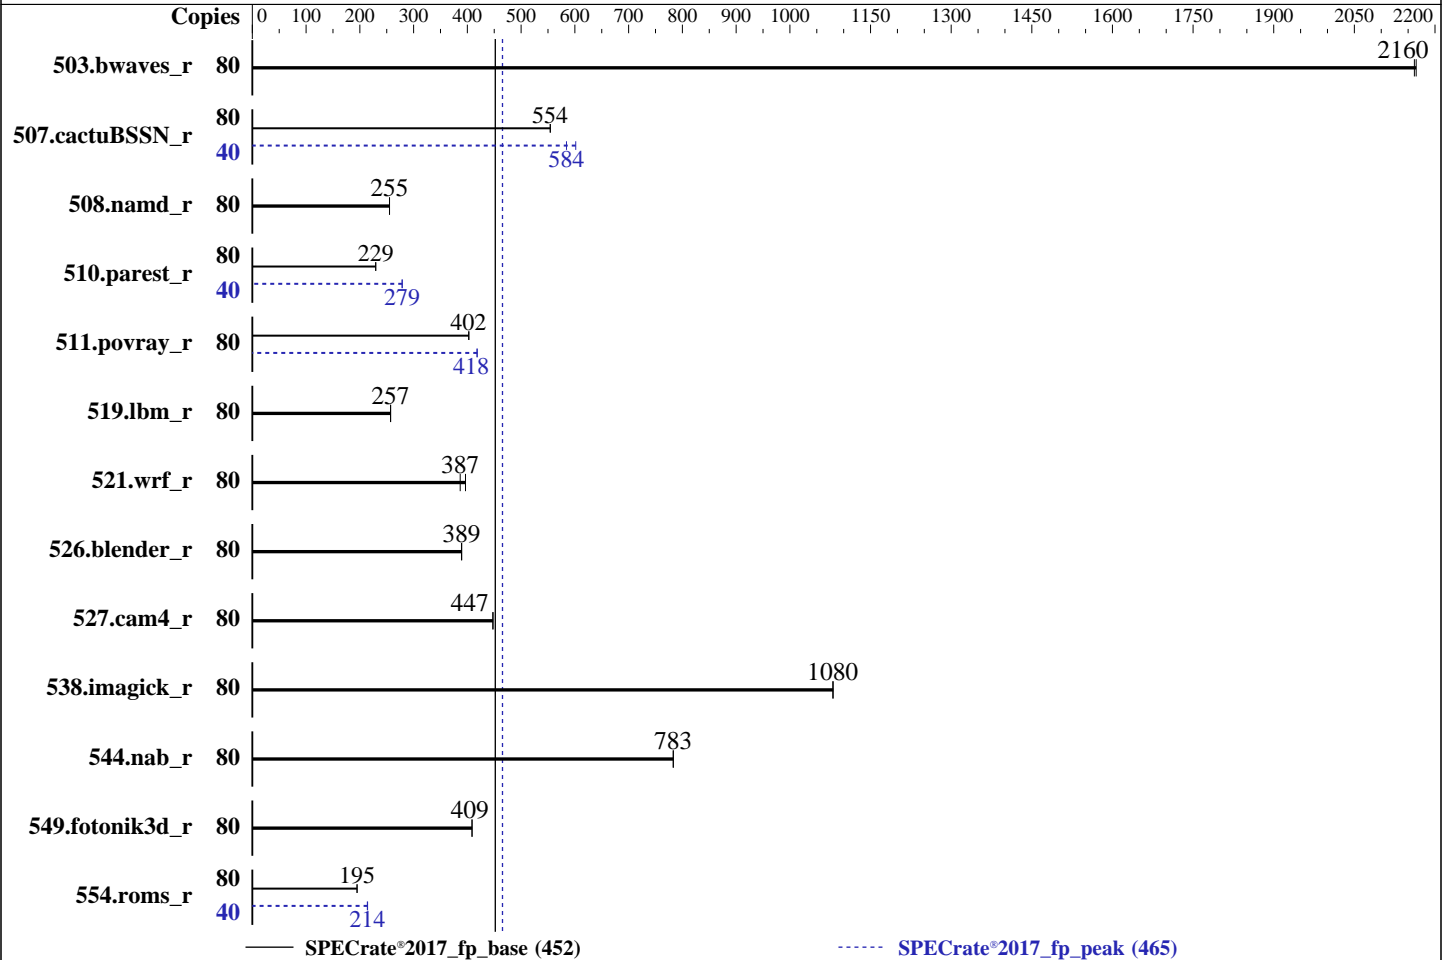 Copies 0 100 200 300 400 500 600 700 800 900 1000 1150 1300 1450 1600 1750 1900 2050 2200
503.bwaves_r 80 2160
507.cactuBSSN_r 80 554
40 584
508.namd_r 80 255
510.parest_r 80 229
40 279
511.povray_r 80 402
418
519.lbm_r 80 257
521.wrf_r 80 387
526.blender_r 80 389
527.cam4_r 80 447
538.imagick_r 80 1080
544.nab_r 80 783
549.fotonik3d_r 80 409
554.roms_r 80 195
40 214
SPECrate®2017_fp_base (452) SPECrate®2017_fp_peak (465)